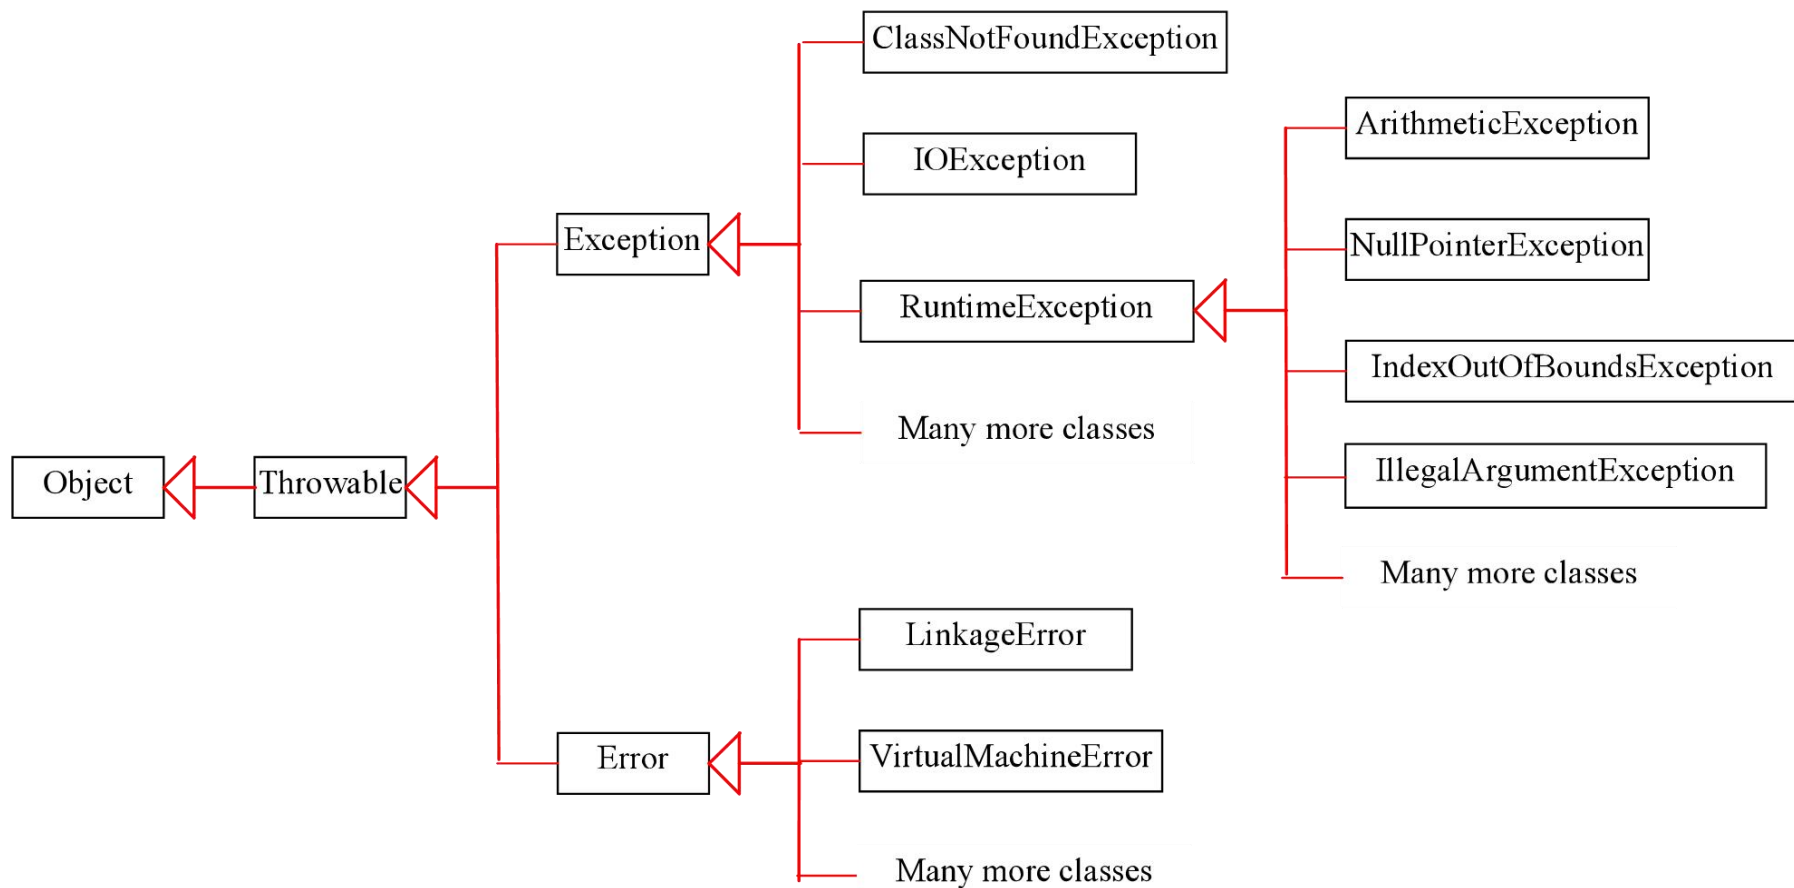 ClassNotFoundException
ArithmeticException
IOException
Exception
NullPointerException
RuntimeException
IndexOutOfBoundsException
Many more classes
IllegalArgumentException
Object
Throwable
Many more classes
LinkageError
Error
VirtualMachineError
Many more classes